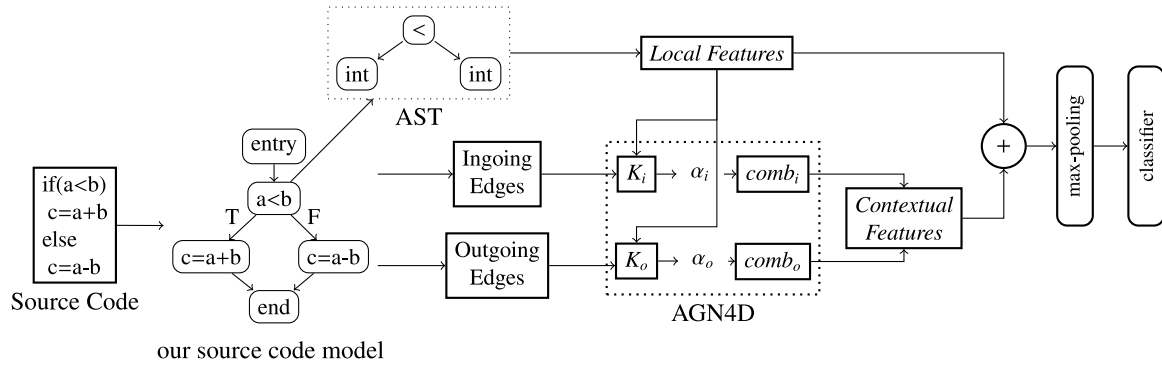 if(a<b)
c=a+b
else
c=a-b
Source Code
entry
a<b
T
F
c=a+b
c=a-b
end
our source code model
<
int
int
AST
Ingoing
Edges
Outgoing
Edges
Local Features
K_i
α_i
comb_i
K_o
α_o
comb_o
AGN4D
Contextual
Features
+
max-pooling
classifier